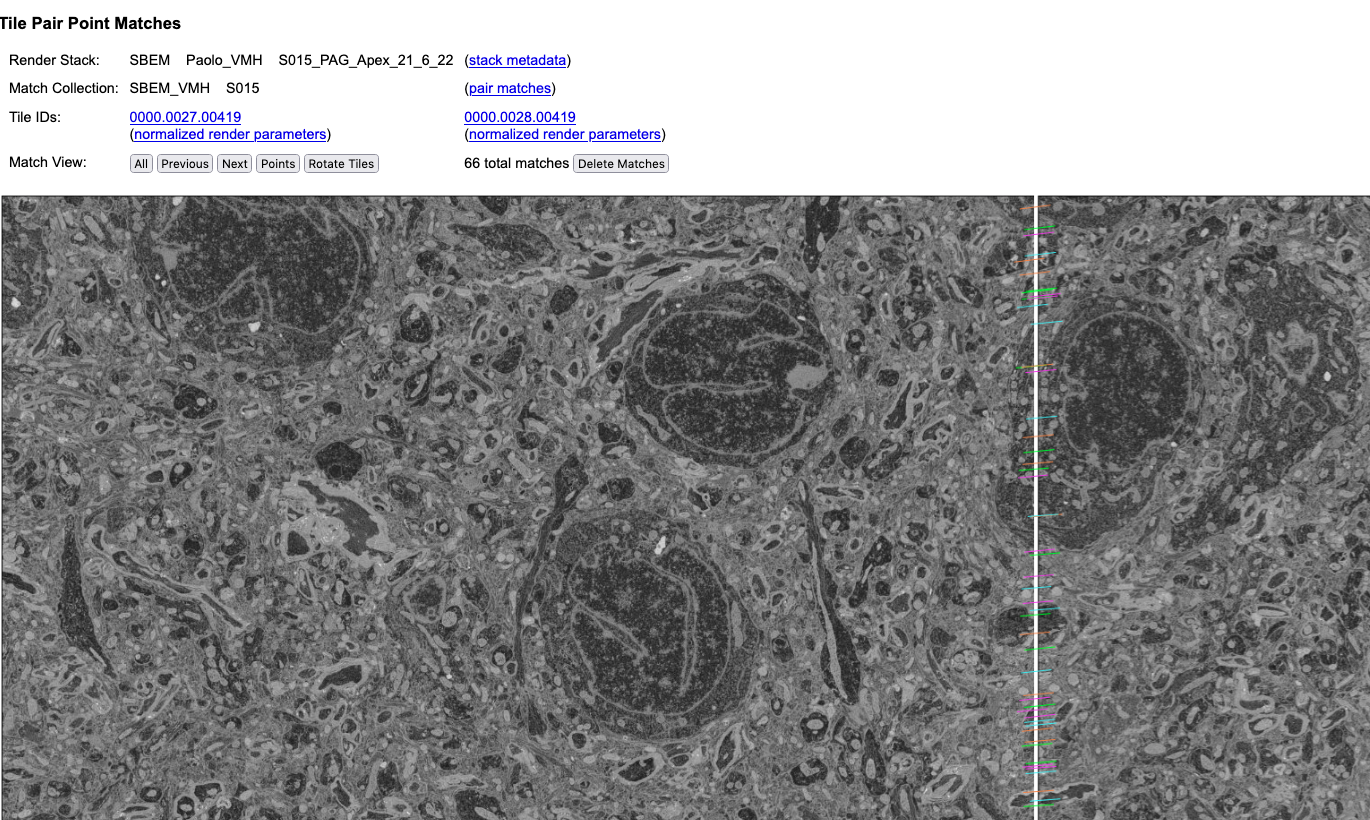 Tile Pair Point Matches
Render Stack: SBEM Paolo_VMH S015_PAG_Apex_21_6_22 (stack metadata)
Match Collection: SBEM_VMH S015 (pair matches)
Tile IDs: 0000.0027.00419 0000.0028.00419
(normalized render parameters) (normalized render parameters)
Match View: All Previous Next Points Rotate Tiles 66 total matches Delete Matches